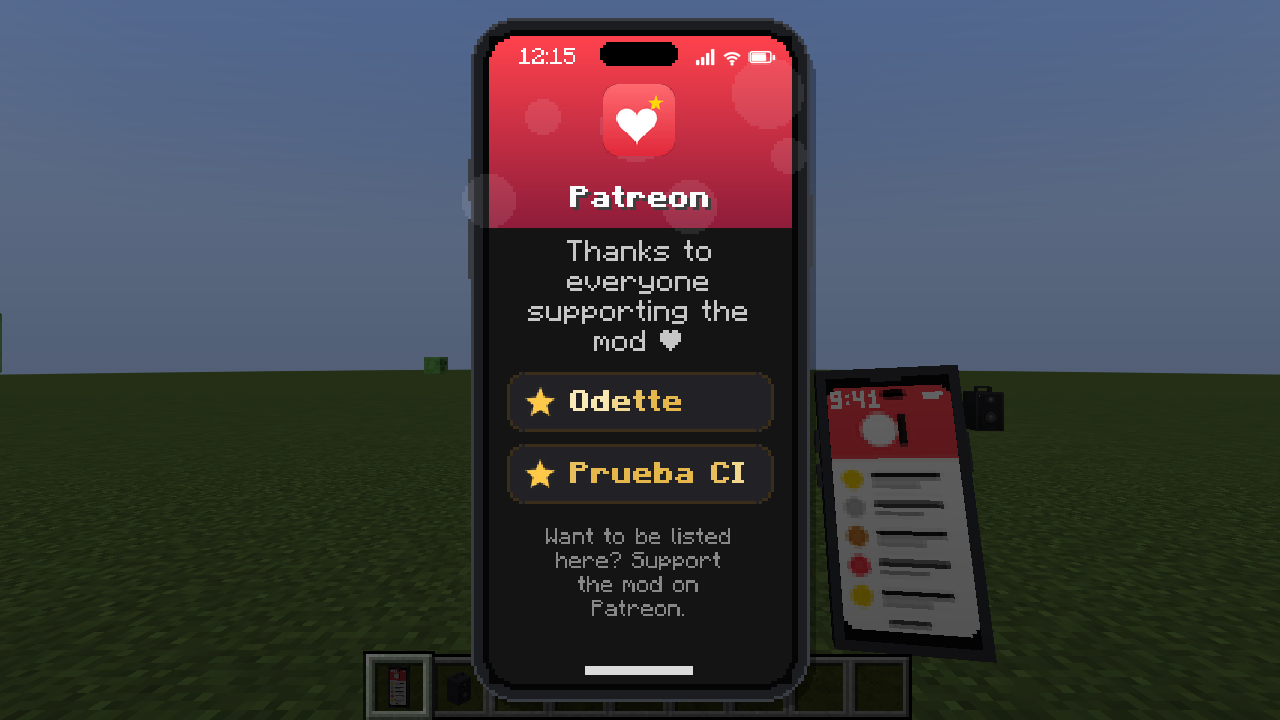 12:15
Patreon
Thanks to
everyone
supporting the
mod ♥
Odette
Prueba CI
Want to be listed
here? Support
the mod on
Patreon.
9:41